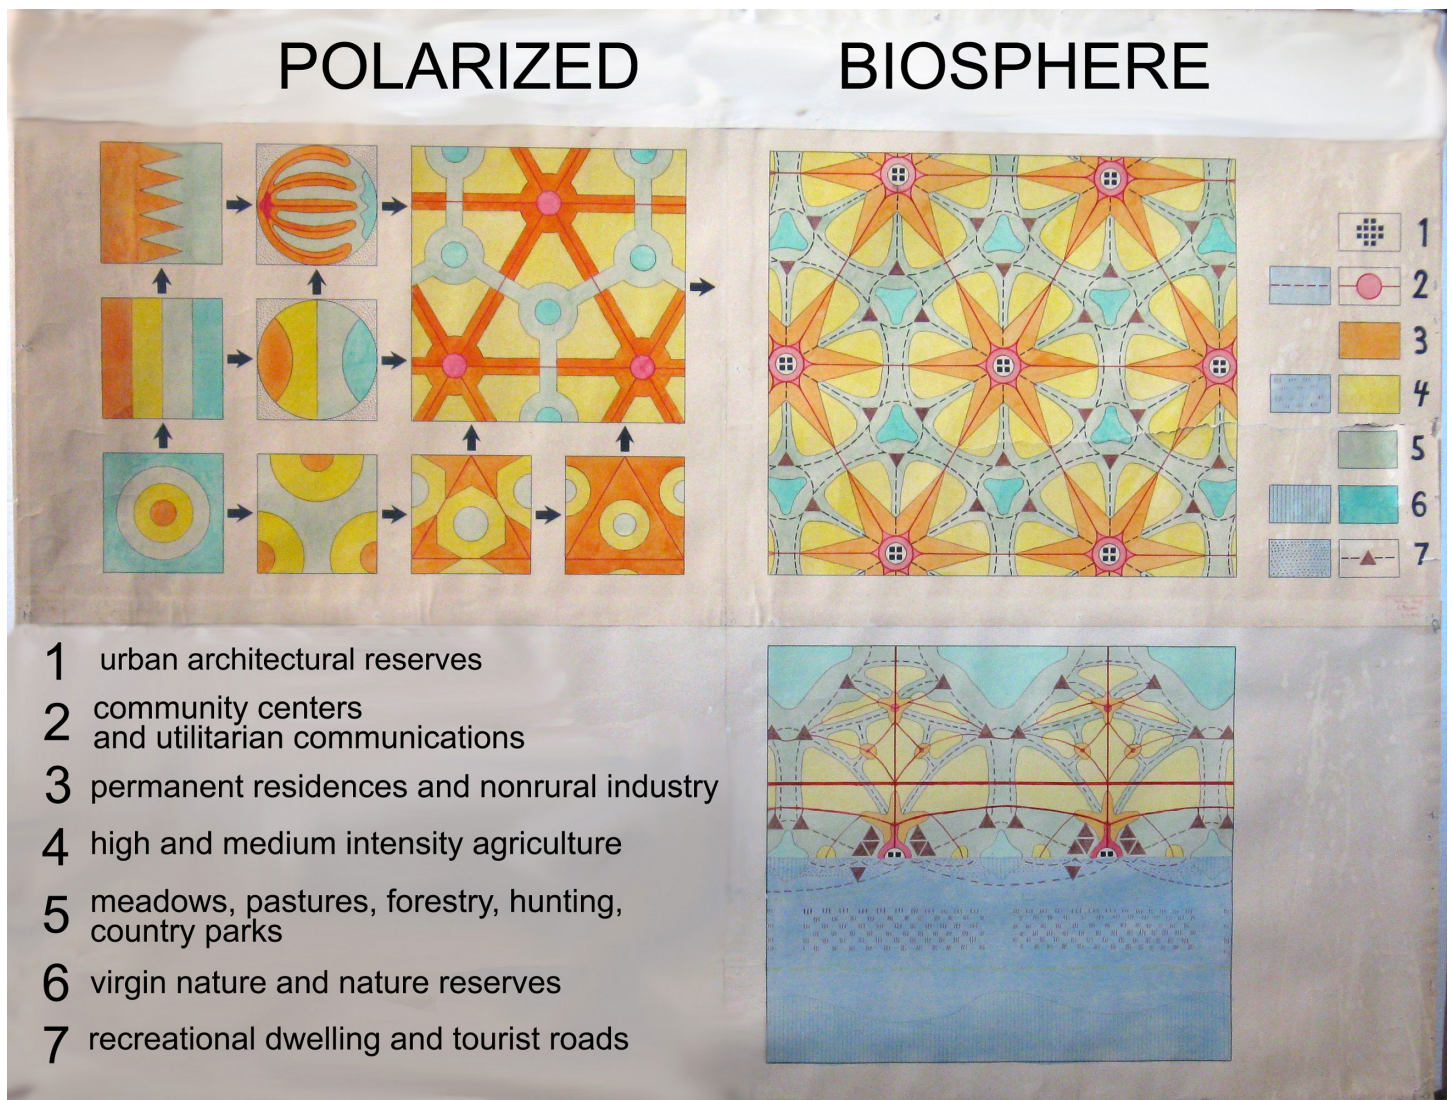 POLARIZED BIOSPHERE
1
2
3
4
5
6
7
1 urban architectural reserves
2 community centers
and utilitarian communications
3 permanent residences and nonrural industry
4 high and medium intensity agriculture
5 meadows, pastures, forestry, hunting,
country parks
6 virgin nature and nature reserves
7 recreational dwelling and tourist roads